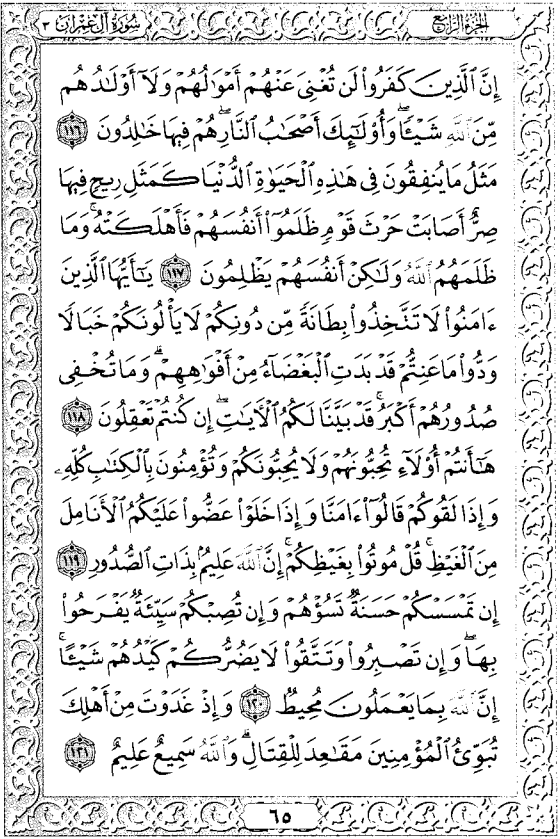 الجزء الرابع
سورة آل عمران ٣
إِنَّ ٱلَّذِينَ كَفَرُوا۟ لَن تُغْنِىَ عَنْهُمْ أَمْوَٰلُهُمْ وَلَآ أَوْلَـٰدُهُم
مِّنَ ٱللَّهِ شَيْـًٔا ۖ وَأُو۟لَـٰٓئِكَ أَصْحَـٰبُ ٱلنَّارِ ۚ هُمْ فِيهَا خَـٰلِدُونَ ١١٦
مَثَلُ مَا يُنفِقُونَ فِى هَـٰذِهِ ٱلْحَيَوٰةِ ٱلدُّنْيَا كَمَثَلِ رِيحٍ فِيهَا
صِرٌّ أَصَابَتْ حَرْثَ قَوْمٍ ظَلَمُوٓا۟ أَنفُسَهُمْ فَأَهْلَكَتْهُ ۚ وَمَا
ظَلَمَهُمُ ٱللَّهُ وَلَـٰكِنْ أَنفُسَهُمْ يَظْلِمُونَ ١١٧ يَـٰٓأَيُّهَا ٱلَّذِينَ
ءَامَنُوا۟ لَا تَتَّخِذُوا۟ بِطَانَةً مِّن دُونِكُمْ لَا يَأْلُونَكُمْ خَبَالًا
وَدُّوا۟ مَا عَنِتُّمْ قَدْ بَدَتِ ٱلْبَغْضَآءُ مِنْ أَفْوَٰهِهِمْ وَمَا تُخْفِى
صُدُورُهُمْ أَكْبَرُ ۚ قَدْ بَيَّنَّا لَكُمُ ٱلْـَٔايَـٰتِ ۖ إِن كُنتُمْ تَعْقِلُونَ ١١٨
هَـٰٓأَنتُمْ أُو۟لَآءِ تُحِبُّونَهُمْ وَلَا يُحِبُّونَكُمْ وَتُؤْمِنُونَ بِٱلْكِتَـٰبِ كُلِّهِۦ
وَإِذَا لَقُوكُمْ قَالُوٓا۟ ءَامَنَّا وَإِذَا خَلَوْا۟ عَضُّوا۟ عَلَيْكُمُ ٱلْأَنَامِلَ
مِنَ ٱلْغَيْظِ ۚ قُلْ مُوتُوا۟ بِغَيْظِكُمْ ۗ إِنَّ ٱللَّهَ عَلِيمٌۢ بِذَاتِ ٱلصُّدُورِ ١١٩
إِن تَمْسَسْكُمْ حَسَنَةٌ تَسُؤْهُمْ وَإِن تُصِبْكُمْ سَيِّئَةٌ يَفْرَحُوا۟
بِهَا ۖ وَإِن تَصْبِرُوا۟ وَتَتَّقُوا۟ لَا يَضُرُّكُمْ كَيْدُهُمْ شَيْـًٔا ۗ
إِنَّ ٱللَّهَ بِمَا يَعْمَلُونَ مُحِيطٌ ١٢٠ وَإِذْ غَدَوْتَ مِنْ أَهْلِكَ
تُبَوِّئُ ٱلْمُؤْمِنِينَ مَقَـٰعِدَ لِلْقِتَالِ ۗ وَٱللَّهُ سَمِيعٌ عَلِيمٌ ١٢١
٦٥